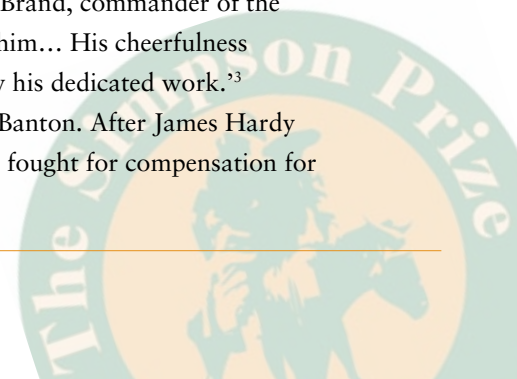 Brand, commander of the
him… His cheerfulness
his dedicated work.’3
Banton. After James Hardy
fought for compensation for
The Simpson Prize